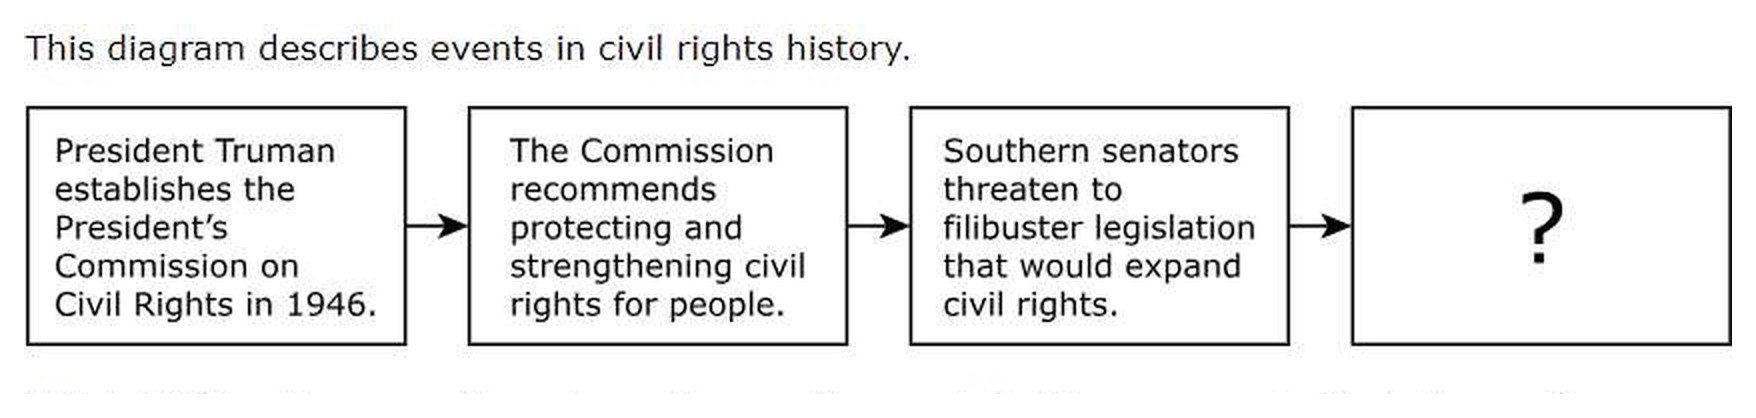 This diagram describes events in civil rights history.
President Truman
establishes the
President's
Commission on
Civil Rights in 1946.
The Commission
recommends
protecting and
strengthening civil
rights for people.
Southern senators
threaten to
filibuster legislation
that would expand
civil rights.
?